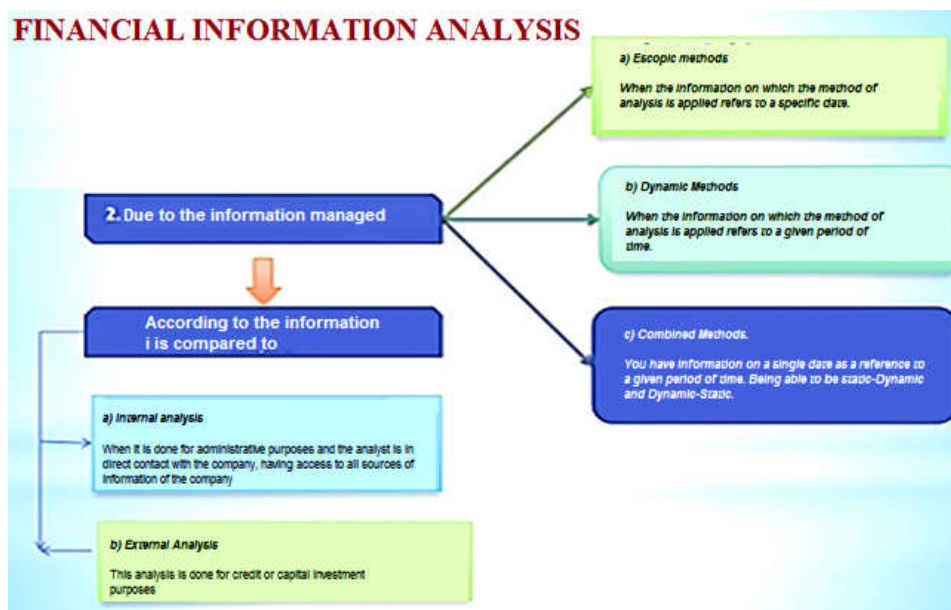 FINANCIAL INFORMATION ANALYSIS
a) Escopic methods
When the information on which the method of
analysis is applied refers to a specific date.
2. Due to the information managed
b) Dynamic Methods
When the information on which the method of
analysis is applied refers to a given period of
time.
According to the information
i is compared to
c) Combined Methods.
You have information on a single date as a reference to
a given period of time. Being able to be static-Dynamic
and Dynamic-Static.
a) Internal analysis
When it is done for administrative purposes and the analyst is in
direct contact with the company, having access to all sources of
information of the company
b) External Analysis
This analysis is done for credit or capital investment
purposes